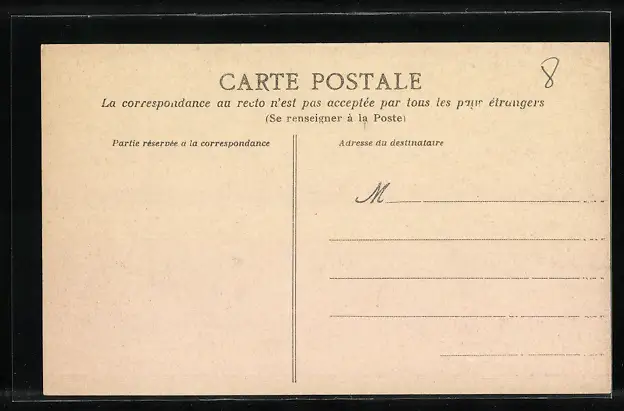 8
CARTE POSTALE
La correspondance au recto n'est pas acceptée par tous les pays étrangers
(Se renseigner à la Poste)
Partie réservée a la correspondance
Adresse du destinataire
M